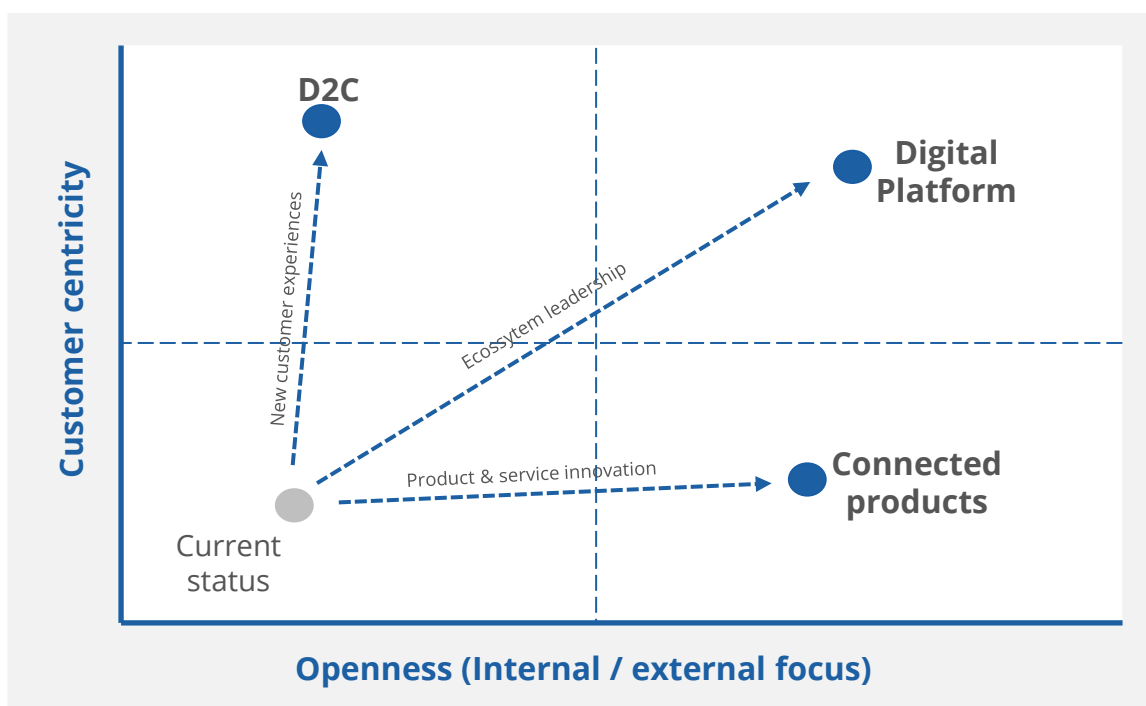 D2C
Digital
Platform
Customer centricity
New customer experiences
Ecossytem leadership
Product & service innovation
Connected
products
Current
status
Openness (Internal / external focus)